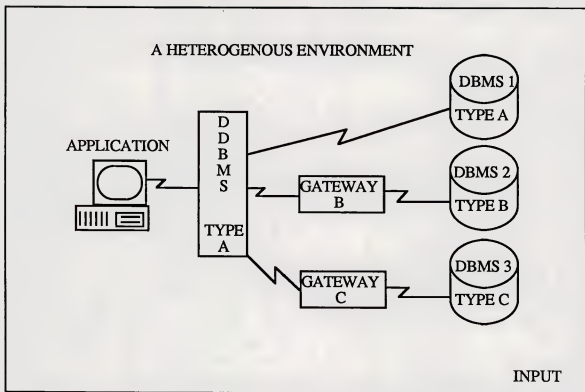 A HETEROGENOUS ENVIRONMENT
APPLICATION
D
D
B
M
S
TYPE
A
DBMS 1
TYPE A
GATEWAY
B
DBMS 2
TYPE B
GATEWAY
C
DBMS 3
TYPE C
INPUT